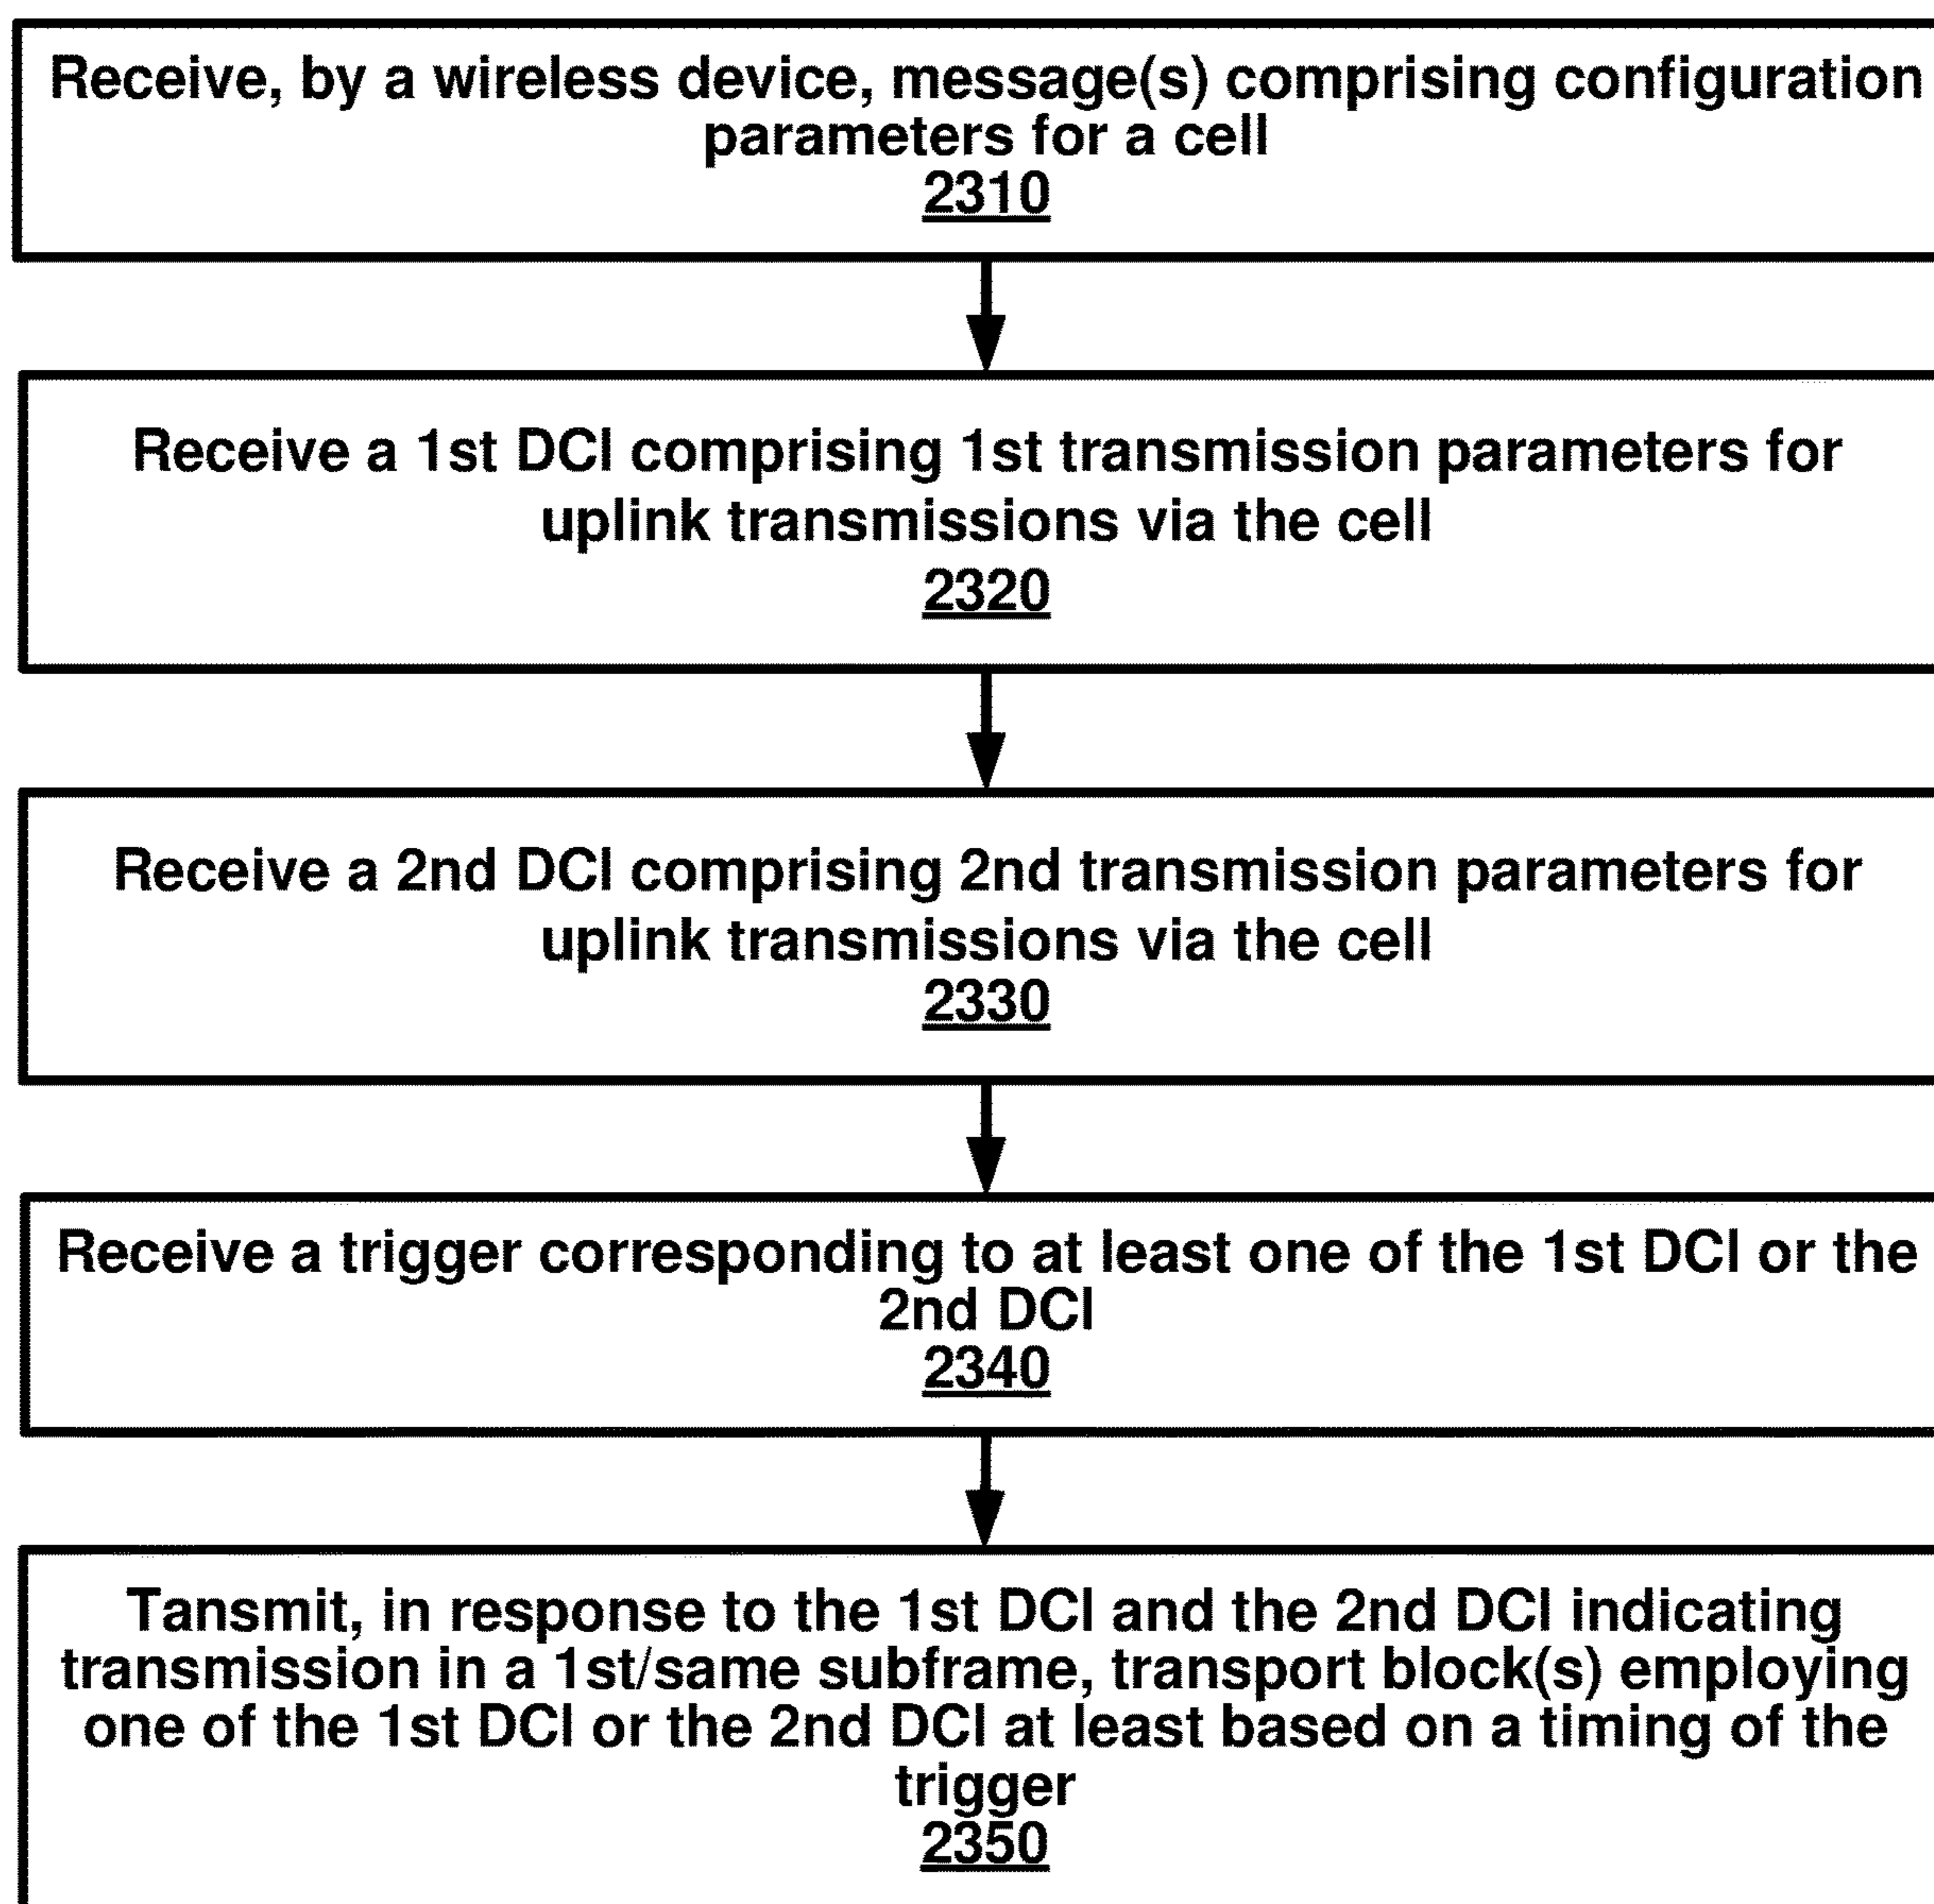 Receive, by a wireless device, message(s) comprising configuration
parameters for a cell
2310
Receive a 1st DCI comprising 1st transmission parameters for
uplink transmissions via the cell
2320
Receive a 2nd DCI comprising 2nd transmission parameters for
uplink transmissions via the cell
2330
Receive a trigger corresponding to at least one of the 1st DCI or the
2nd DCI
2340
Tansmit, in response to the 1st DCI and the 2nd DCI indicating
transmission in a 1st/same subframe, transport block(s) employing
one of the 1st DCI or the 2nd DCI at least based on a timing of the
trigger
2350